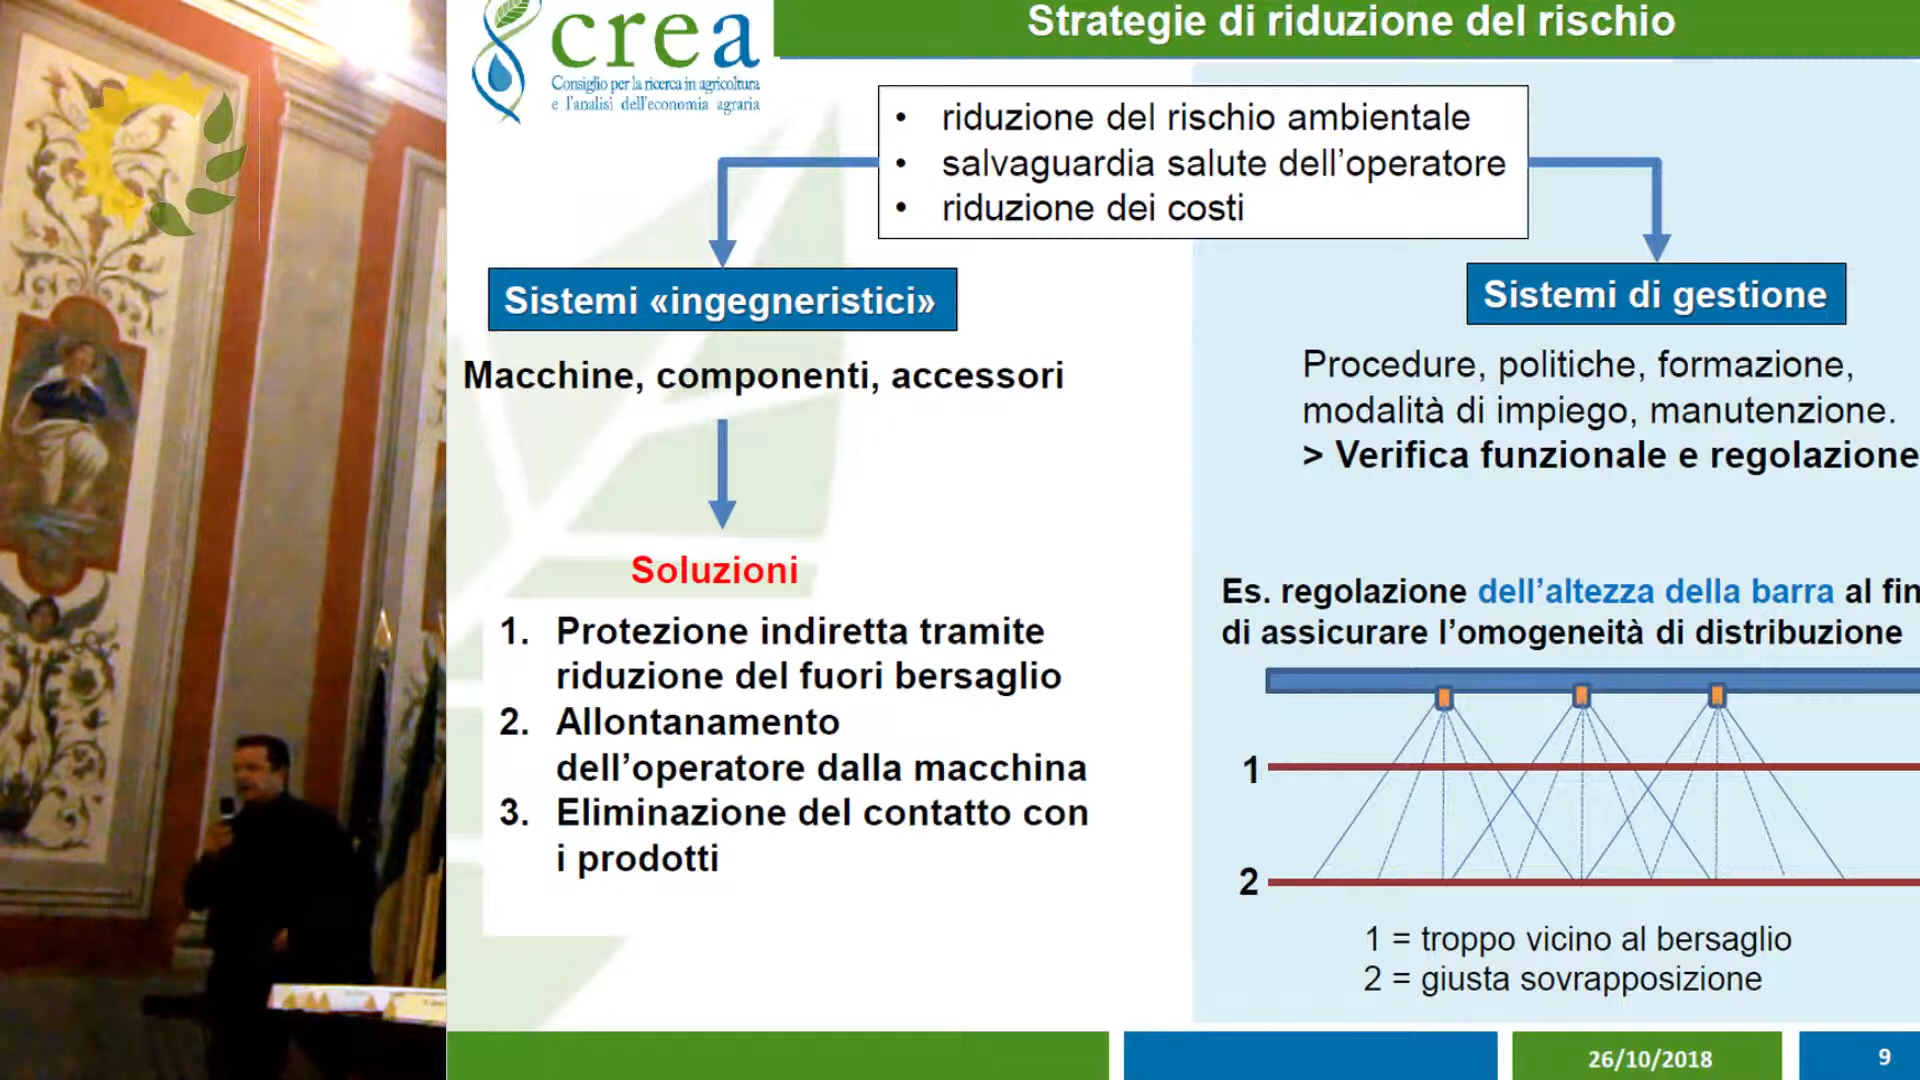 crea
Consiglio per la ricerca in agricoltura
e l'analisi dell'economia agraria
Strategie di riduzione del rischio
• riduzione del rischio ambientale
• salvaguardia salute dell'operatore
• riduzione dei costi
Sistemi «ingegneristici»
Macchine, componenti, accessori
Soluzioni
1. Protezione indiretta tramite
riduzione del fuori bersaglio
2. Allontanamento
dell'operatore dalla macchina
3. Eliminazione del contatto con
i prodotti
Sistemi di gestione
Procedure, politiche, formazione,
modalità di impiego, manutenzione.
> Verifica funzionale e regolazione
Es. regolazione dell'altezza della barra al fin
di assicurare l'omogeneità di distribuzione
1
2
1 = troppo vicino al bersaglio
2 = giusta sovrapposizione
26/10/2018
9